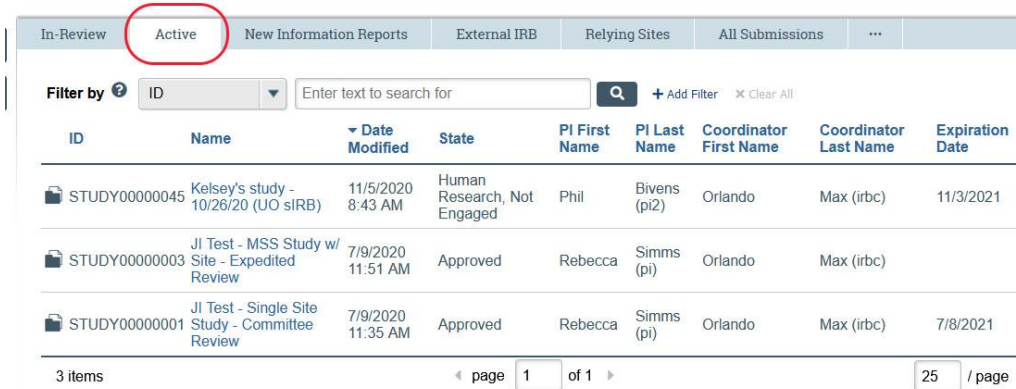 In-Review Active New Information Reports External IRB Relying Sites All Submissions ...
Filter by ? ID Enter text to search for + Add Filter × Clear All
ID Name Date Modified State PI First Name PI Last Name Coordinator First Name Coordinator Last Name Expiration Date
STUDY00000045 Kelsey's study - 10/26/20 (UO sIRB) 11/5/2020 8:43 AM Human Research, Not Engaged Phil Bivens (pi2) Orlando Max (irbc) 11/3/2021
STUDY00000003 JI Test - MSS Study w/ Site - Expedited Review 7/9/2020 11:51 AM Approved Rebecca Simms (pi) Orlando Max (irbc)
STUDY00000001 JI Test - Single Site Study - Committee Review 7/9/2020 11:35 AM Approved Rebecca Simms (pi) Orlando Max (irbc) 7/8/2021
3 items page 1 of 1 25 / page